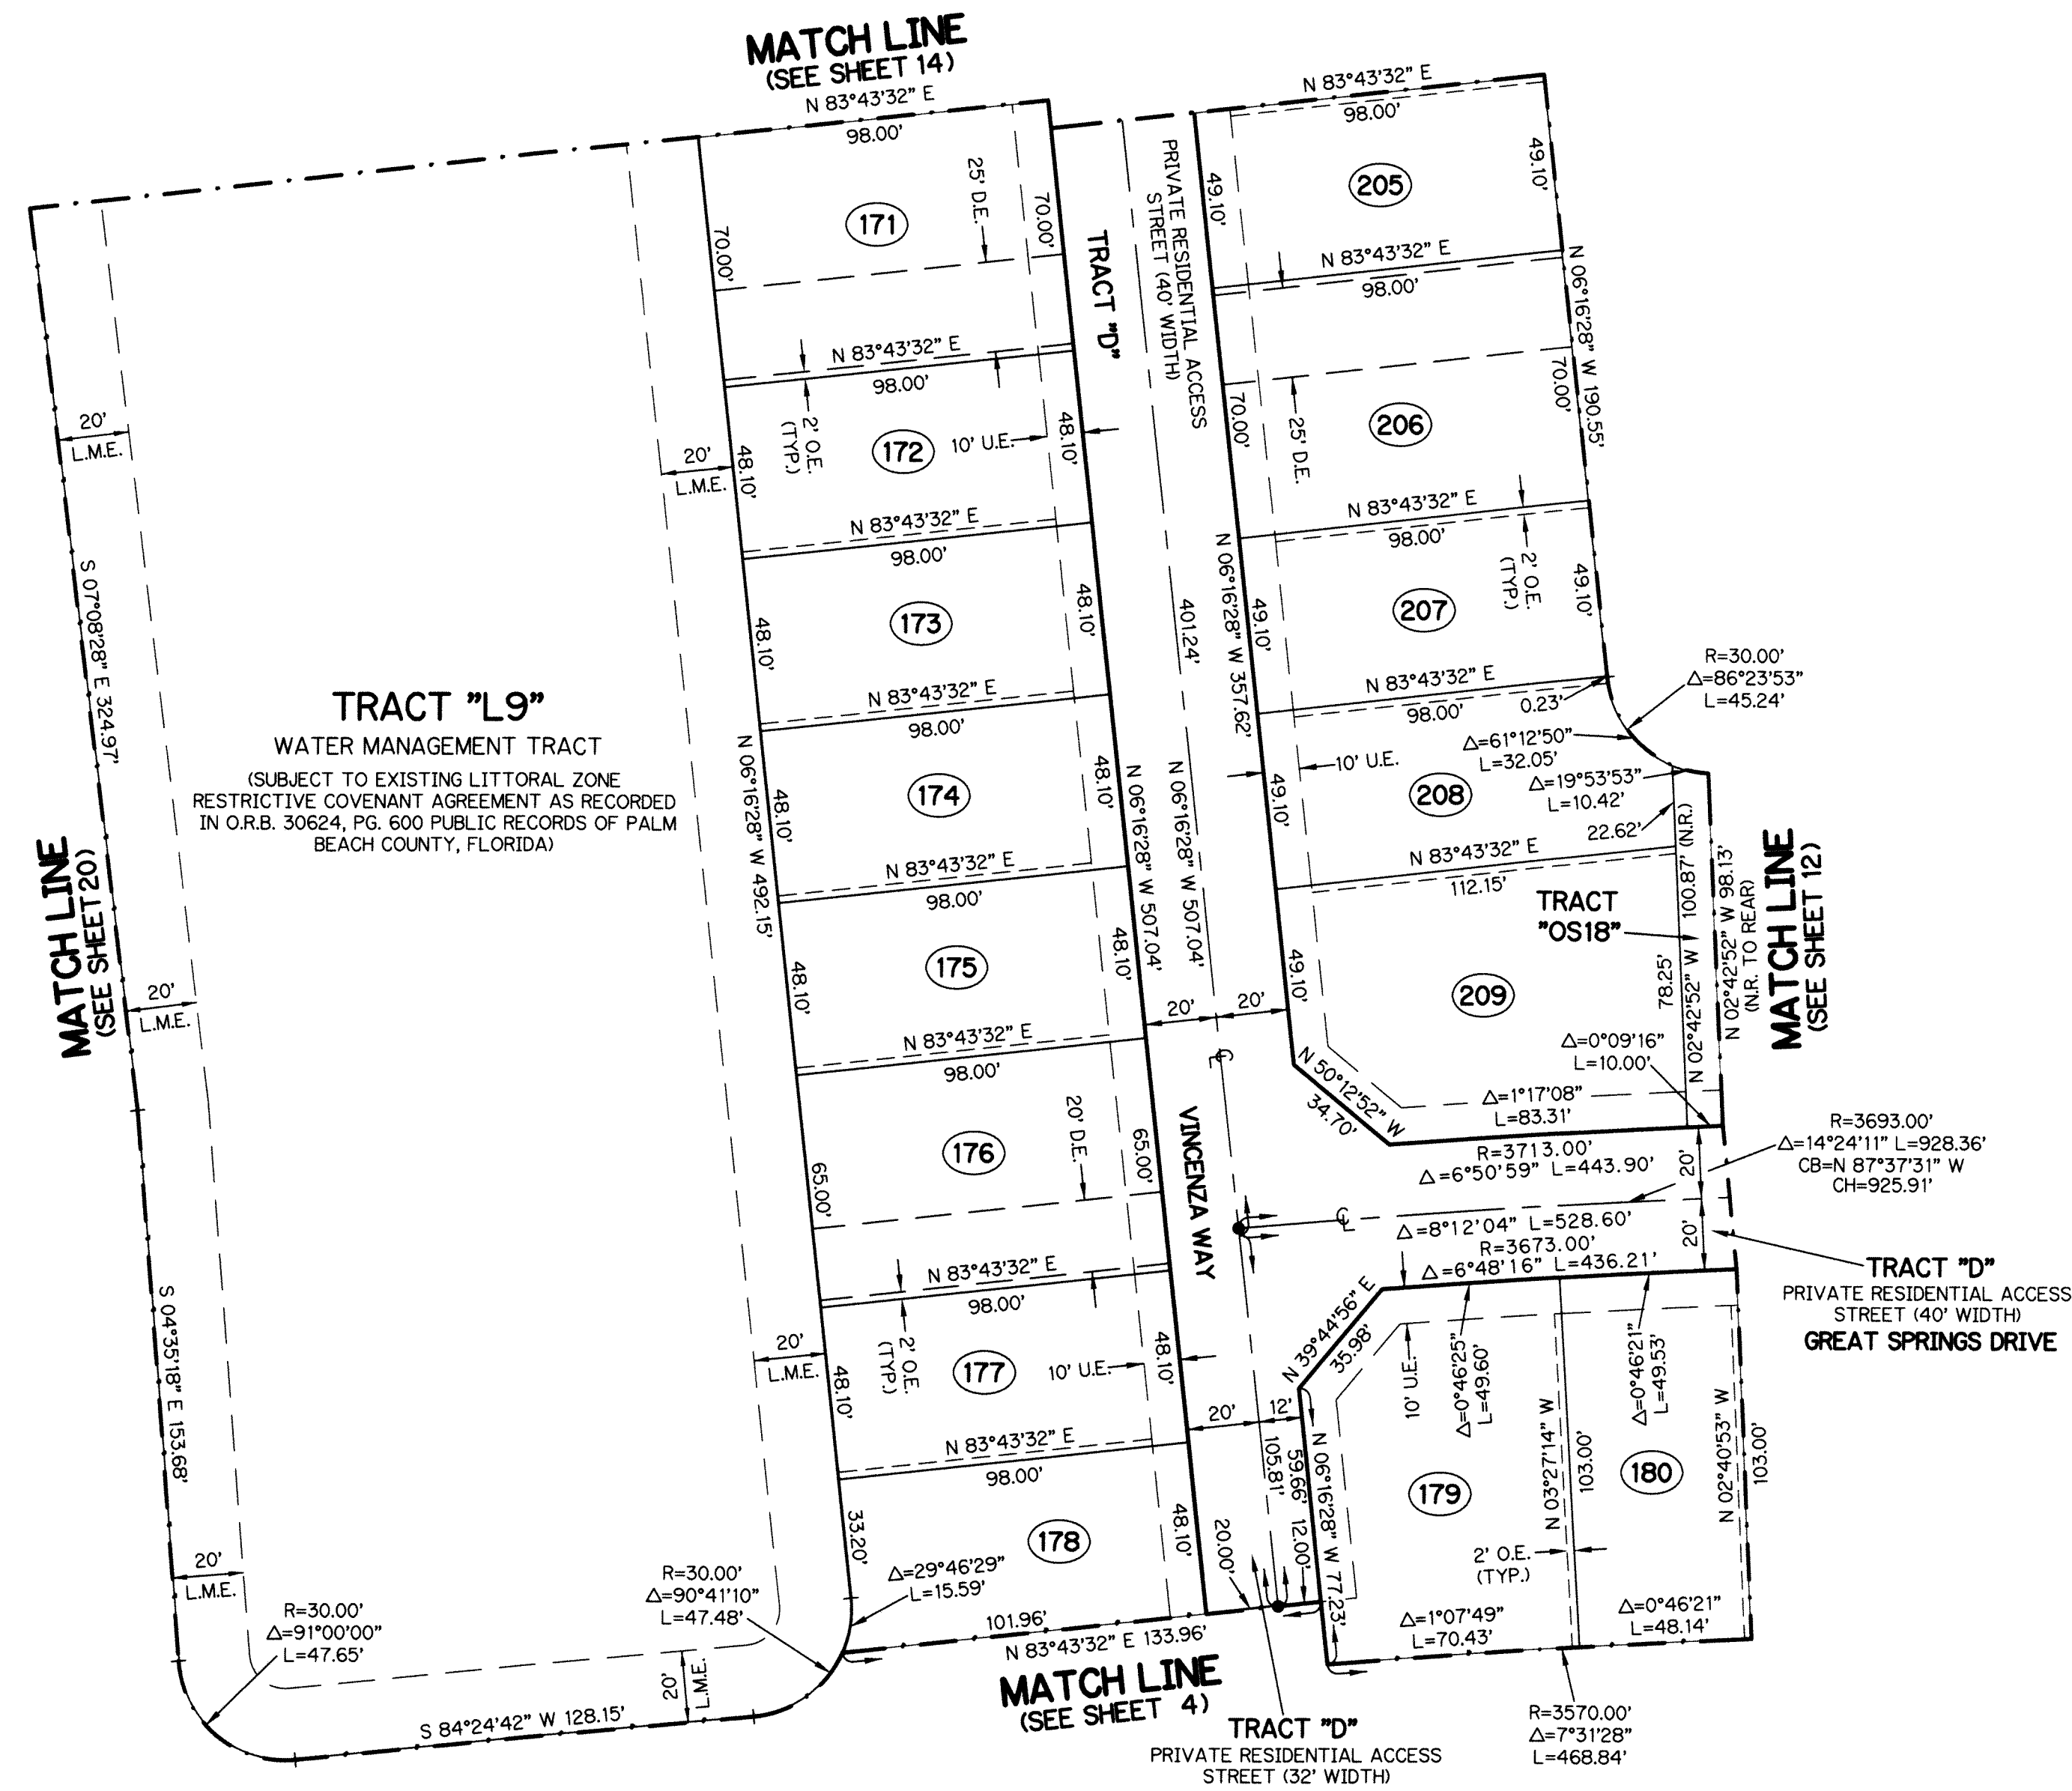 MATCH LINE
(SEE SHEET 14)
N 83°43'32" E
98.00'
N 83°43'32" E
98.00'
171
25' D.E.
70.00'
70.00'
TRACT "D"
PRIVATE RESIDENTIAL ACCESS
STREET (40' WIDTH)
49.10'
205
49.10'
N 83°43'32" E
98.00'
N 06°16'28" W 190.55'
N 83°43'32" E
98.00'
20'
L.M.E.
20'
L.M.E.
48.10'
2' O.E.
(TYP.)
172
10' U.E.
48.10'
70.00'
25' D.E.
206
70.00'
N 83°43'32" E
98.00'
N 83°43'32" E
98.00'
S 07°08'28" E 324.97'
48.10'
173
48.10'
401.24'
N 06°16'28" W 357.62'
49.10'
207
2' O.E.
(TYP.)
49.10'
R=30.00'
Δ=86°23'53"
L=45.24'
N 83°43'32" E
98.00'
N 83°43'32" E
98.00'
0.23'
TRACT "L9"
WATER MANAGEMENT TRACT
(SUBJECT TO EXISTING LITTORAL ZONE
RESTRICTIVE COVENANT AGREEMENT AS RECORDED
IN O.R.B. 30624, PG. 600 PUBLIC RECORDS OF PALM
BEACH COUNTY, FLORIDA)
N 06°16'28" W 492.15'
48.10'
174
48.10'
N 06°16'28" W 507.04'
N 06°16'28" W 507.04'
49.10'
10' U.E.
208
Δ=61°12'50"
L=32.05'
Δ=19°53'53"
L=10.42'
22.62'
N 83°43'32" E
98.00'
N 83°43'32" E
112.15'
MATCH LINE
(SEE SHEET 20)
20'
L.M.E.
48.10'
175
48.10'
20'
20'
49.10'
209
TRACT
"OS18"
78.25'
N 02°42'52" W 100.87' (N.R.)
N 02°42'52" W 98.13'
(N.R. TO REAR)
MATCH LINE
(SEE SHEET 12)
N 83°43'32" E
98.00'
℄
N 50°12'52" W
34.70'
Δ=0°09'16"
L=10.00'
Δ=1°17'08"
L=83.31'
65.00'
176
20' D.E.
65.00'
VINCENZA WAY
R=3713.00'
Δ=6°50'59" L=443.90'
20'
R=3693.00'
Δ=14°24'11" L=928.36'
CB=N 87°37'31" W
CH=925.91'
℄
Δ=8°12'04" L=528.60'
R=3673.00'
Δ=6°48'16" L=436.21'
20'
TRACT "D"
PRIVATE RESIDENTIAL ACCESS
STREET (40' WIDTH)
GREAT SPRINGS DRIVE
N 83°43'32" E
98.00'
S 04°35'18" E 153.68'
20'
L.M.E.
48.10'
2' O.E.
(TYP.)
177
10' U.E.
48.10'
20'
12'
N 39°44'56" E
35.98'
10' U.E.
Δ=0°46'25"
L=49.60'
Δ=0°46'21"
L=49.53'
N 83°43'32" E
98.00'
105.81'
59.66'
12.00'
N 06°16'28" W 77.23'
179
N 03°27'14" W
103.00'
180
N 02°40'53" W
103.00'
2' O.E.
(TYP.)
33.20'
178
48.10'
20.00'
20'
L.M.E.
R=30.00'
Δ=91°00'00"
L=47.65'
R=30.00'
Δ=90°41'10"
L=47.48'
Δ=29°46'29"
L=15.59'
101.96'
N 83°43'32" E 133.96'
Δ=1°07'49"
L=70.43'
Δ=0°46'21"
L=48.14'
20'
L.M.E.
S 84°24'42" W 128.15'
MATCH LINE
(SEE SHEET 4)
TRACT "D"
PRIVATE RESIDENTIAL ACCESS
STREET (32' WIDTH)
R=3570.00'
Δ=7°31'28"
L=468.84'